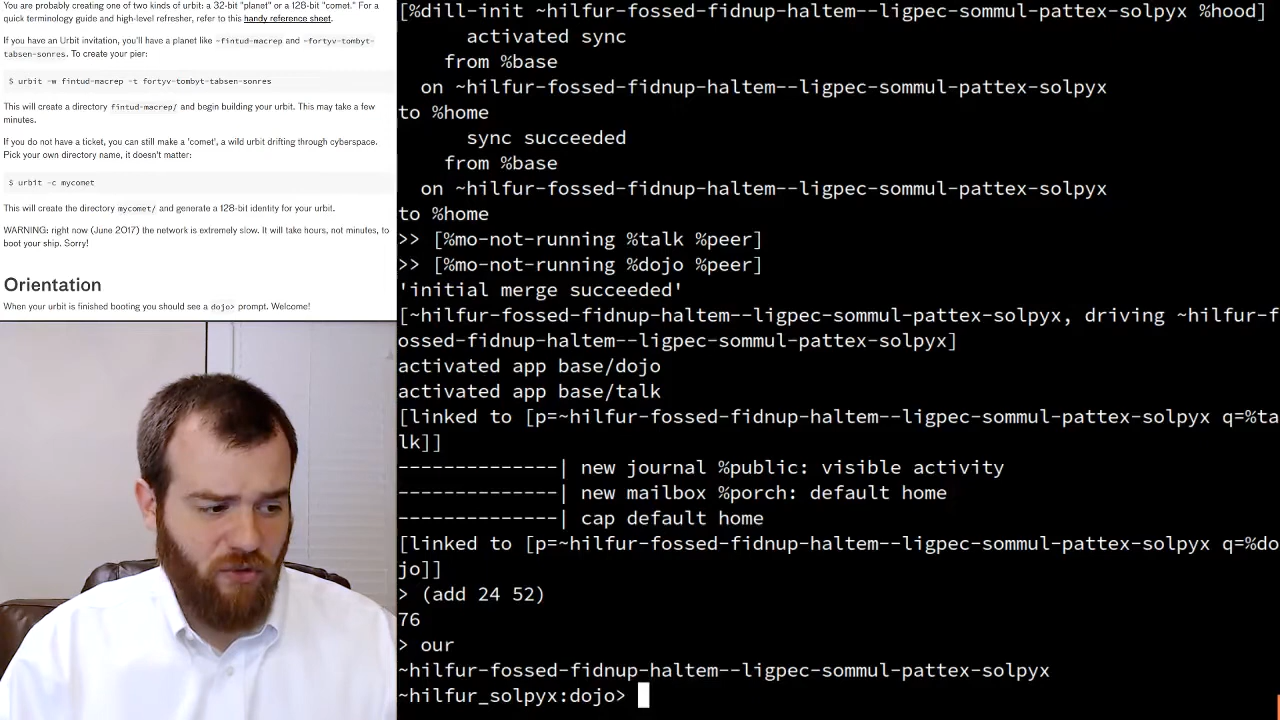 You are probably creating one of two kinds of urbit: a 32-bit "planet" or a 128-bit "comet." For a
quick terminology guide and high-level refresher, refer to this handy reference sheet.
If you have an Urbit invitation, you'll have a planet like ~fintud-macrep and ~fortyv-tombyt-
tabsen-sonres. To create your pier:
$ urbit -w fintud-macrep -t fortyv-tombyt-tabsen-sonres
This will create a directory fintud-macrep/ and begin building your urbit. This may take a few
minutes.
If you do not have a ticket, you can still make a 'comet', a wild urbit drifting through cyberspace.
Pick your own directory name, it doesn't matter:
$ urbit -c mycomet
This will create the directory mycomet/ and generate a 128-bit identity for your urbit.
WARNING: right now (June 2017) the network is extremely slow. It will take hours, not minutes, to
boot your ship. Sorry!
Orientation
When your urbit is finished booting you should see a dojo> prompt. Welcome!
[%dill-init ~hilfur-fossed-fidnup-haltem--ligpec-sommul-pattex-solpyx %hood]
activated sync
from %base
on ~hilfur-fossed-fidnup-haltem--ligpec-sommul-pattex-solpyx
to %home
sync succeeded
from %base
on ~hilfur-fossed-fidnup-haltem--ligpec-sommul-pattex-solpyx
to %home
>> [%mo-not-running %talk %peer]
>> [%mo-not-running %dojo %peer]
'initial merge succeeded'
[~hilfur-fossed-fidnup-haltem--ligpec-sommul-pattex-solpyx, driving ~hilfur-f
ossed-fidnup-haltem--ligpec-sommul-pattex-solpyx]
activated app base/dojo
activated app base/talk
[linked to [p=~hilfur-fossed-fidnup-haltem--ligpec-sommul-pattex-solpyx q=%ta
lk]]
--------------| new journal %public: visible activity
--------------| new mailbox %porch: default home
--------------| cap default home
[linked to [p=~hilfur-fossed-fidnup-haltem--ligpec-sommul-pattex-solpyx q=%do
jo]]
> (add 24 52)
76
> our
~hilfur-fossed-fidnup-haltem--ligpec-sommul-pattex-solpyx
~hilfur_solpyx:dojo>